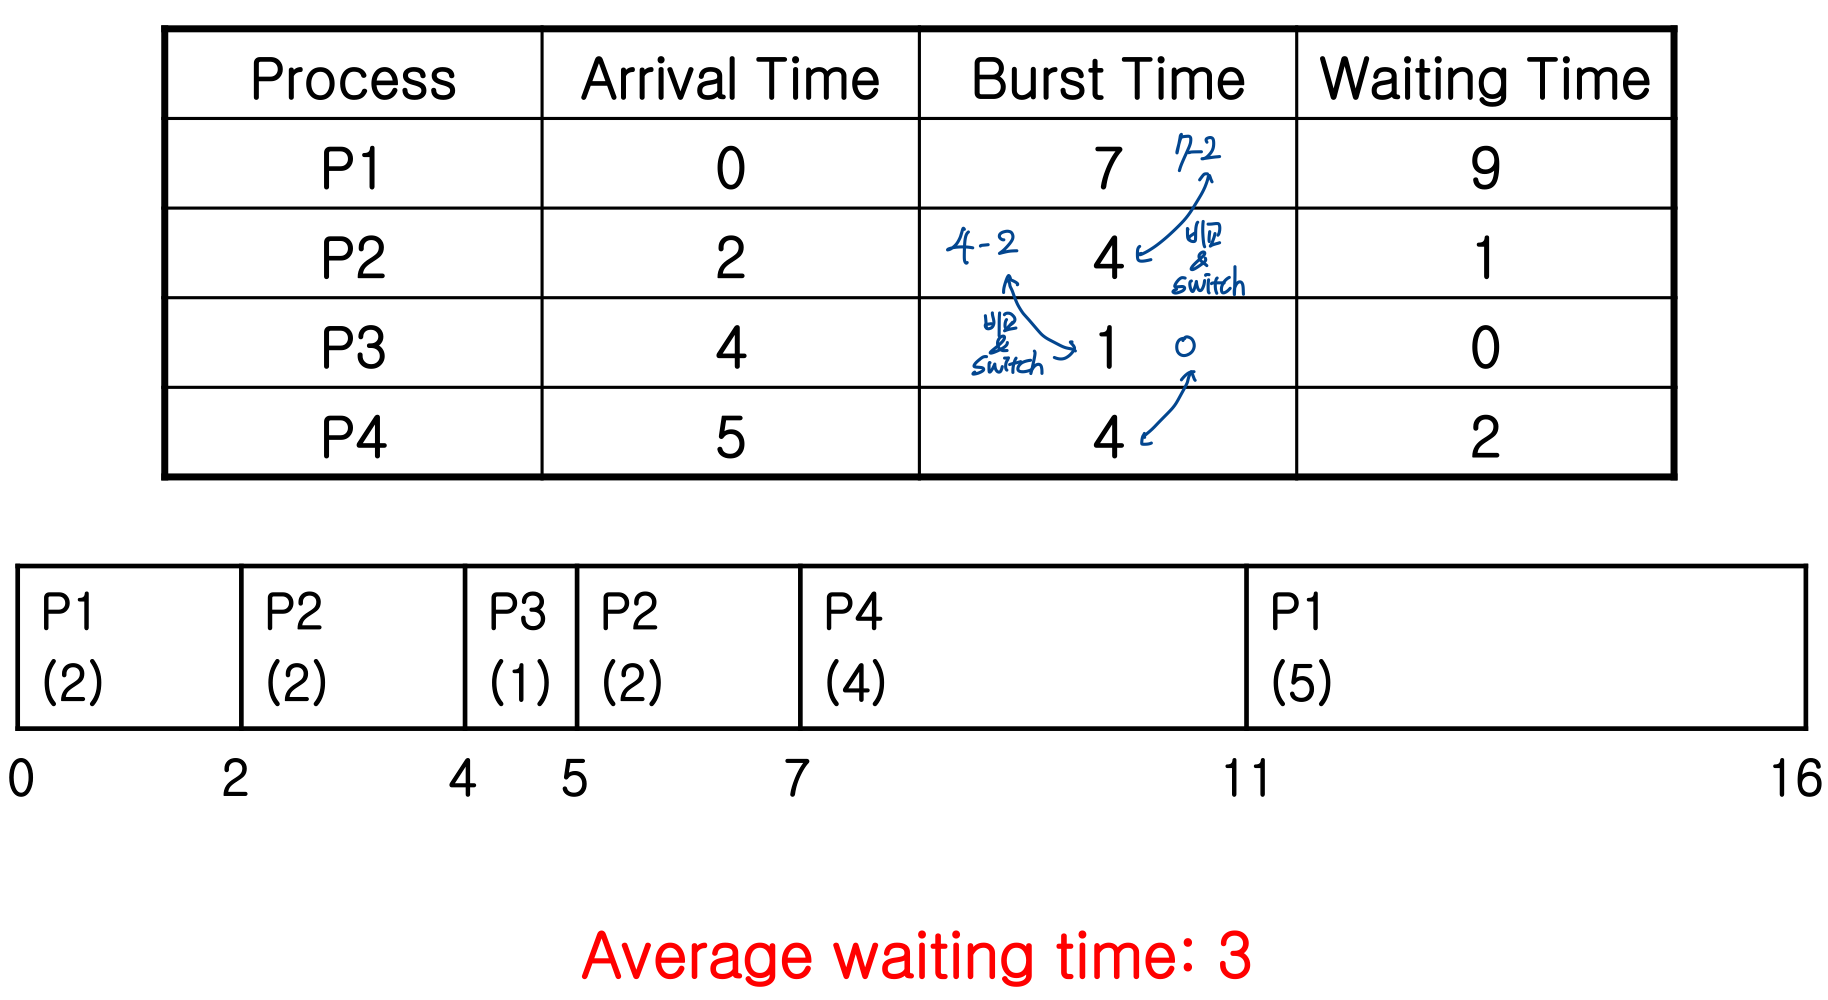 Process Arrival Time Burst Time Waiting Time
P1 0 7 7-2 9
P2 2 4-2 4 비교 & switch 1
P3 4 비교 & switch 1 0 0
P4 5 4 2
P1 P2 P3 P2 P4 P1
(2) (2) (1) (2) (4) (5)
0 2 4 5 7 11 16
Average waiting time: 3